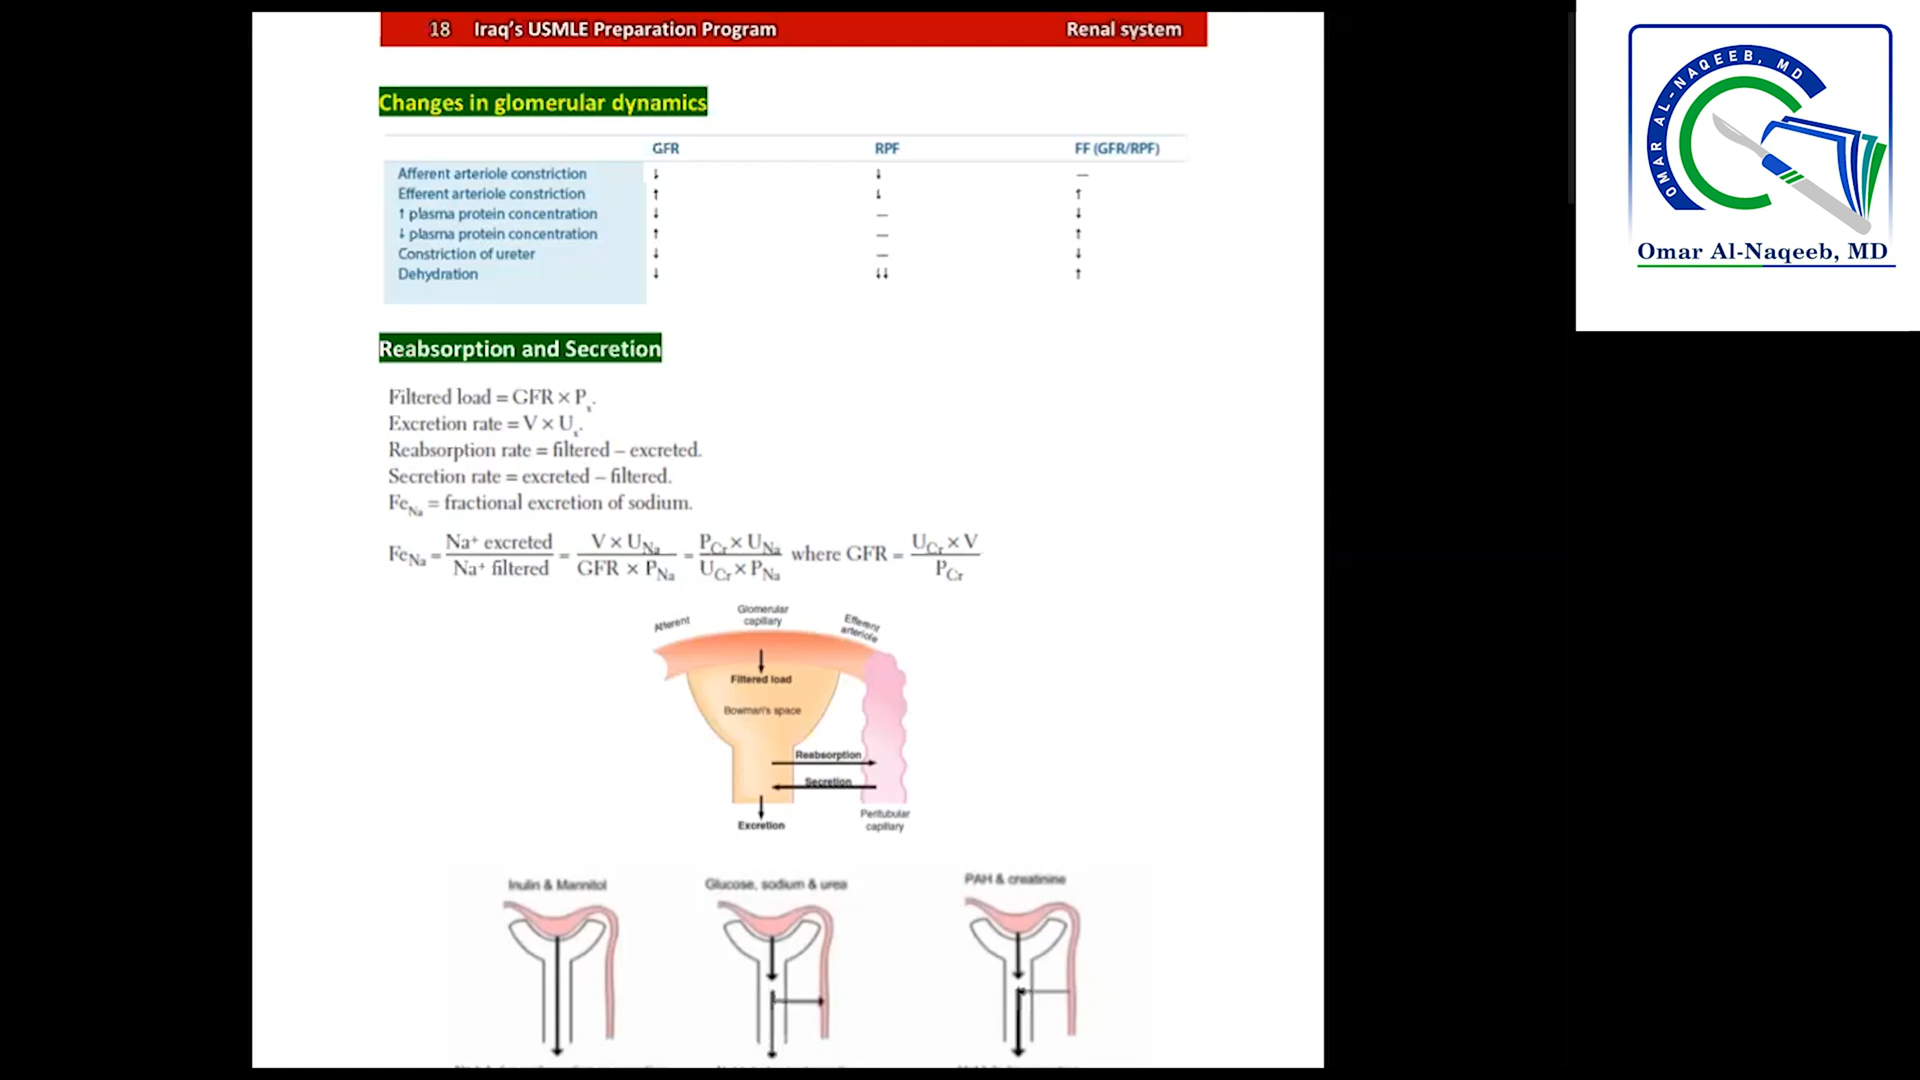 18 Iraq's USMLE Preparation Program Renal system
Changes in glomerular dynamics
GFR RPF FF (GFR/RPF)
Afferent arteriole constriction ↓ ↓ —
Efferent arteriole constriction ↑ ↓ ↑
↑ plasma protein concentration ↓ — ↓
↓ plasma protein concentration ↑ — ↑
Constriction of ureter ↓ — ↓
Dehydration ↓ ↓↓ ↑
Reabsorption and Secretion
Filtered load = GFR × Px.
Excretion rate = V × Ux.
Reabsorption rate = filtered – excreted.
Secretion rate = excreted – filtered.
FeNa = fractional excretion of sodium.
FeNa = Na+ excreted / Na+ filtered = V × UNa / GFR × PNa = PCr × UNa / UCr × PNa where GFR = UCr × V / PCr
Afferent
Glomerular
capillary
Efferent
arteriole
Filtered load
Bowman's space
Reabsorption
Secretion
Excretion
Peritubular
capillary
Inulin & Mannitol
Glucose, sodium & urea
PAH & creatinine
OMAR AL-NAQEEB, MD
Omar Al-Naqeeb, MD